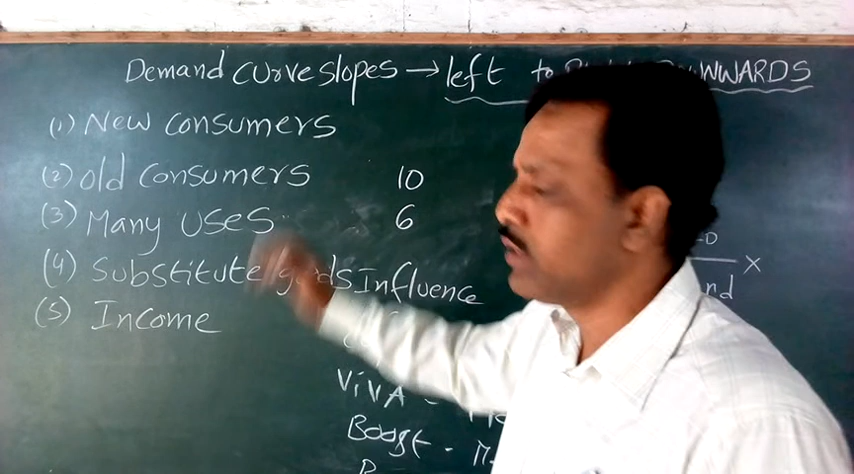 Demand curve slopes → left to DOWNWARDS
(1) New consumers
(2) old consumers 10
(3) Many uses 6
(4) Substitute goods Influence
(5) Income
X
VIVA -
Boost - M